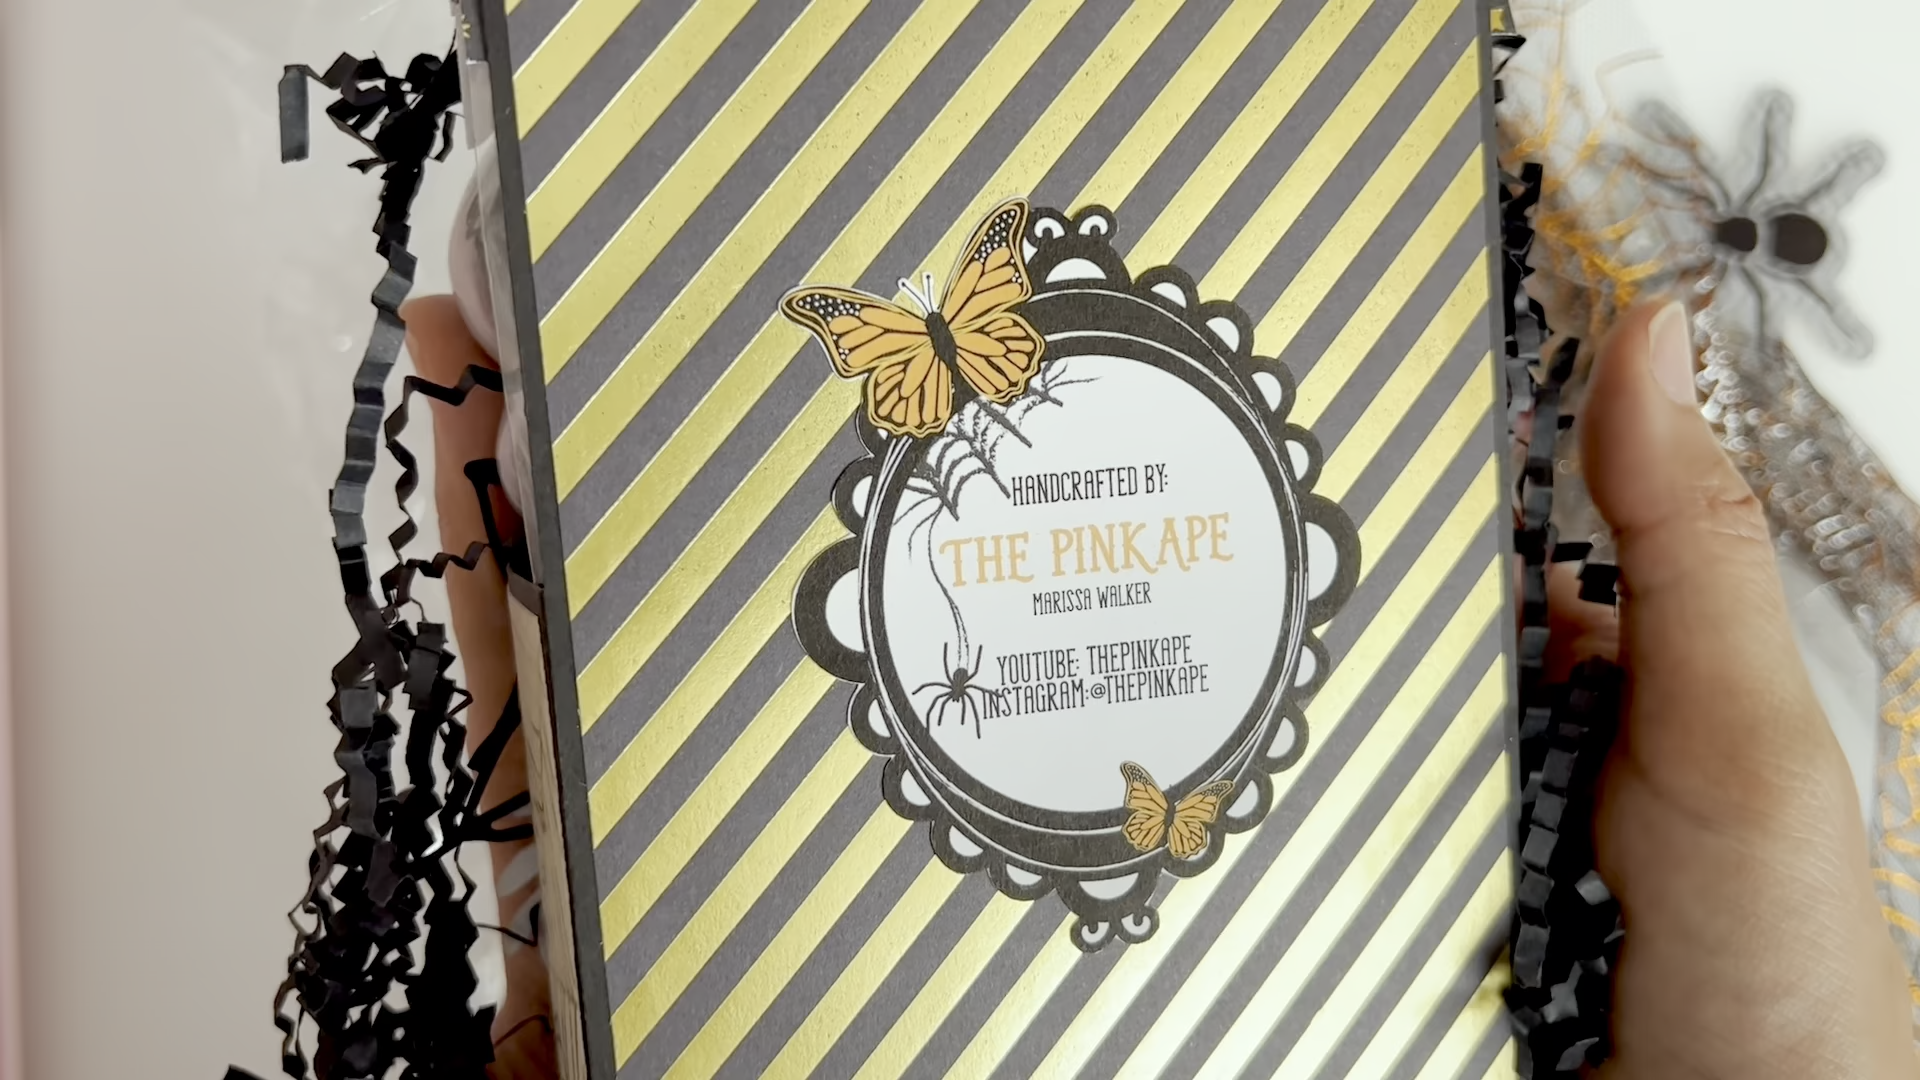 HANDCRAFTED BY:
THE PINKAPE
MARISSA WALKER
YOUTUBE: THEPINKAPE
INSTAGRAM:@THEPINKAPE